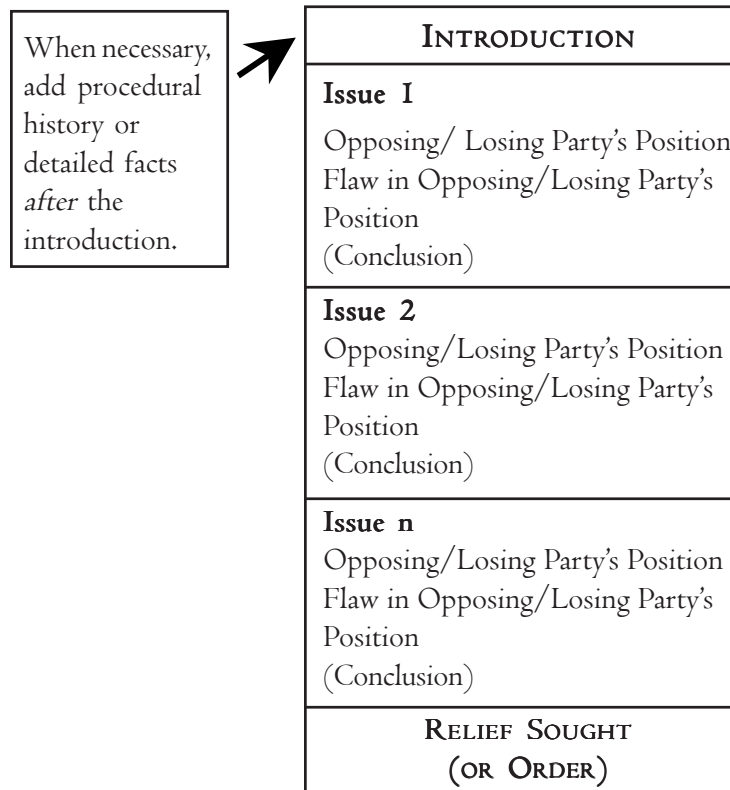 When necessary,
add procedural
history or
detailed facts
after the
introduction.
INTRODUCTION
Issue 1
Opposing/ Losing Party's Position
Flaw in Opposing/Losing Party's
Position
(Conclusion)
Issue 2
Opposing/Losing Party's Position
Flaw in Opposing/Losing Party's
Position
(Conclusion)
Issue n
Opposing/Losing Party's Position
Flaw in Opposing/Losing Party's
Position
(Conclusion)
RELIEF SOUGHT
(OR ORDER)